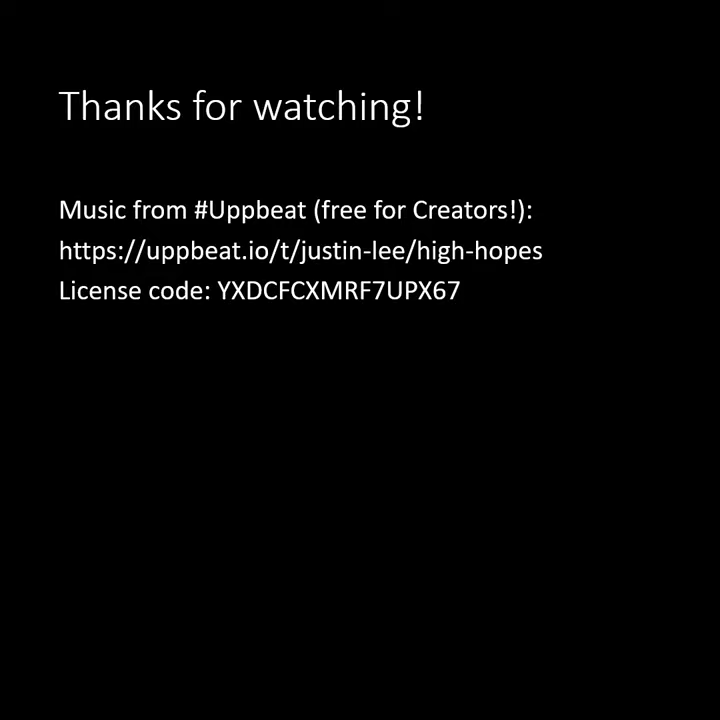 Thanks for watching!
Music from #Uppbeat (free for Creators!):
https://uppbeat.io/t/justin-lee/high-hopes
License code: YXDCFCXMRF7UPX67